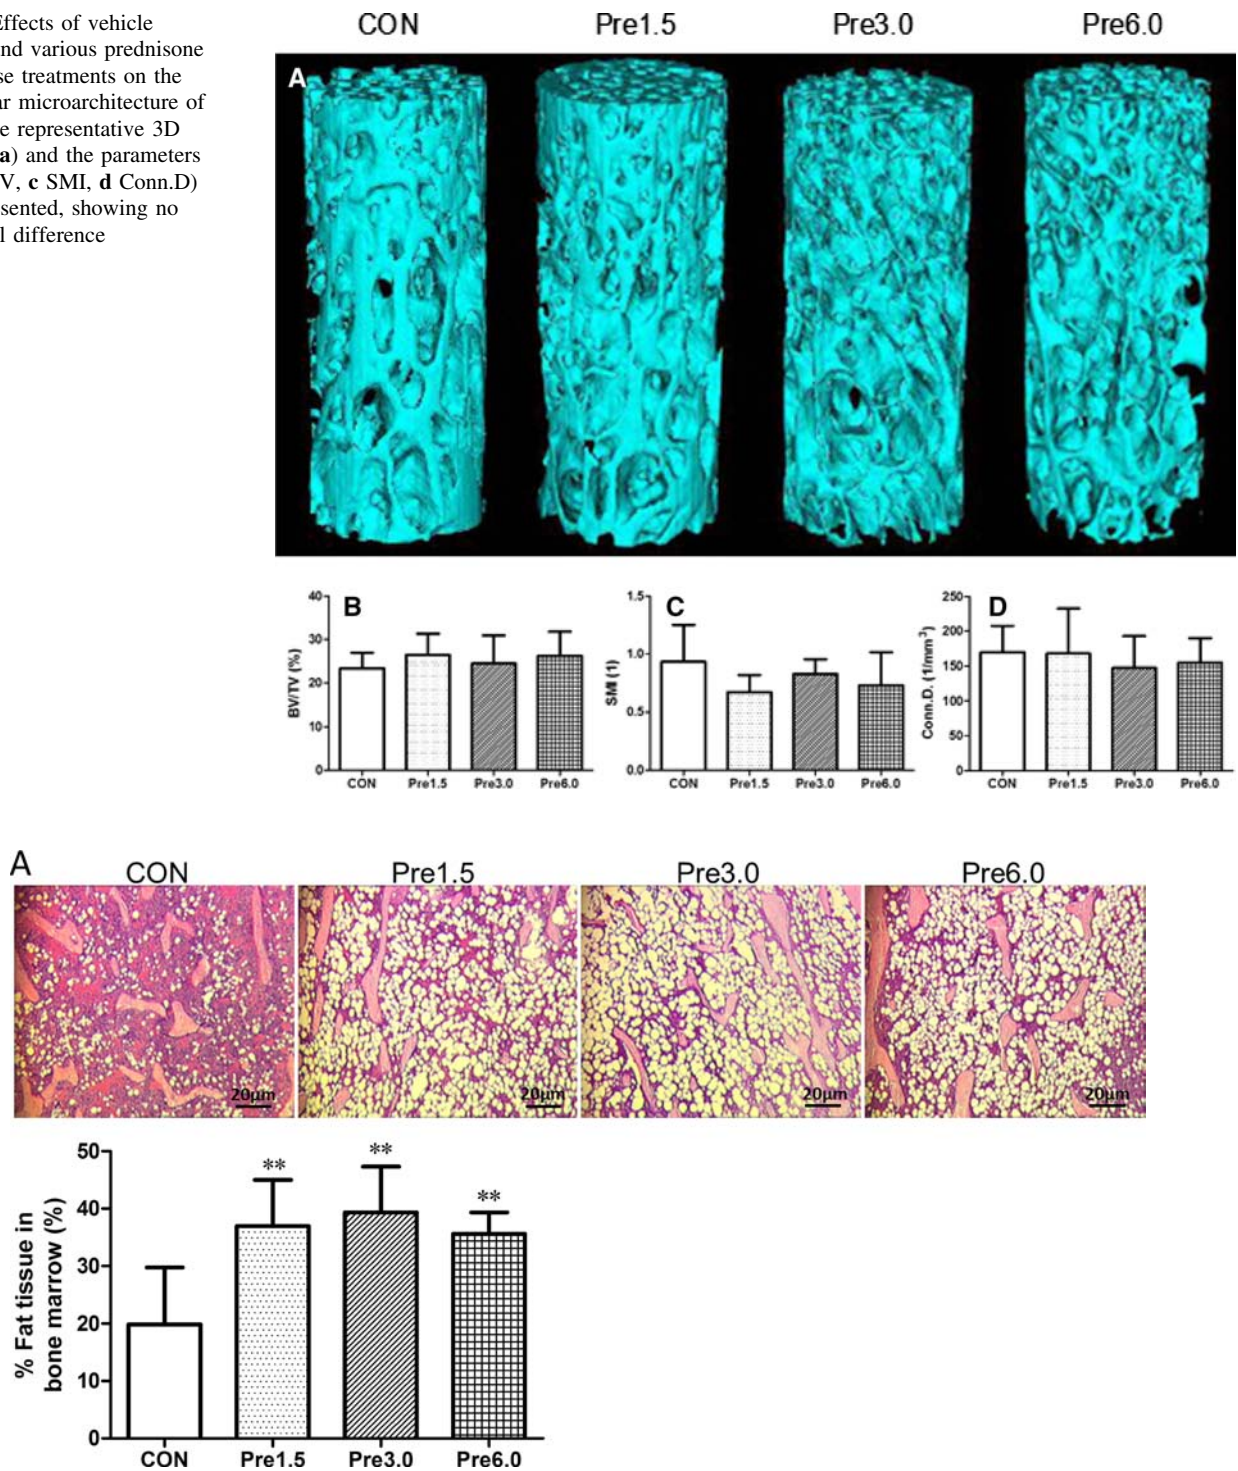 Effects of vehicle
nd various prednisone
se treatments on the
ar microarchitecture of
e representative 3D
a) and the parameters
V, c SMI, d Conn.D)
esented, showing no
l difference
CON Pre1.5 Pre3.0 Pre6.0
A
B
BV/TV (%)
40
30
20
10
0
CON Pre1.5 Pre3.0 Pre6.0
C
SMI (1)
1.5
1.0
0.5
0.0
CON Pre1.5 Pre3.0 Pre6.0
D
Conn.D. (1/mm³)
250
200
150
100
50
0
CON Pre1.5 Pre3.0 Pre6.0
A
CON Pre1.5 Pre3.0 Pre6.0
20μm 20μm 20μm 20μm
% Fat tissue in
bone marrow (%)
50
40
30
20
10
0
** ** **
CON Pre1.5 Pre3.0 Pre6.0